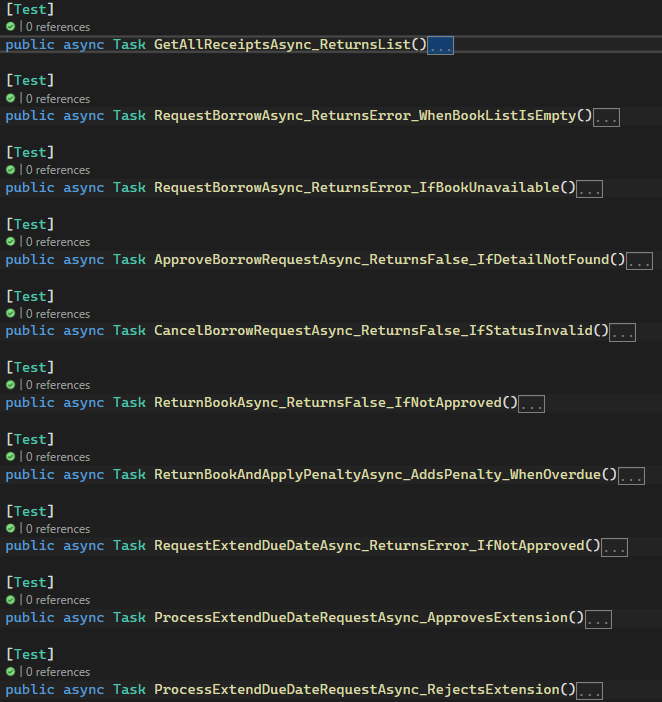 [Test]
| 0 references
public async Task GetAllReceiptsAsync_ReturnsList()...
[Test]
| 0 references
public async Task RequestBorrowAsync_ReturnsError_WhenBookListIsEmpty()...
[Test]
| 0 references
public async Task RequestBorrowAsync_ReturnsError_IfBookUnavailable()...
[Test]
| 0 references
public async Task ApproveBorrowRequestAsync_ReturnsFalse_IfDetailNotFound()...
[Test]
| 0 references
public async Task CancelBorrowRequestAsync_ReturnsFalse_IfStatusInvalid()...
[Test]
| 0 references
public async Task ReturnBookAsync_ReturnsFalse_IfNotApproved()...
[Test]
| 0 references
public async Task ReturnBookAndApplyPenaltyAsync_AddsPenalty_WhenOverdue()...
[Test]
| 0 references
public async Task RequestExtendDueDateAsync_ReturnsError_IfNotApproved()...
[Test]
| 0 references
public async Task ProcessExtendDueDateRequestAsync_ApprovesExtension()...
[Test]
| 0 references
public async Task ProcessExtendDueDateRequestAsync_RejectsExtension()...